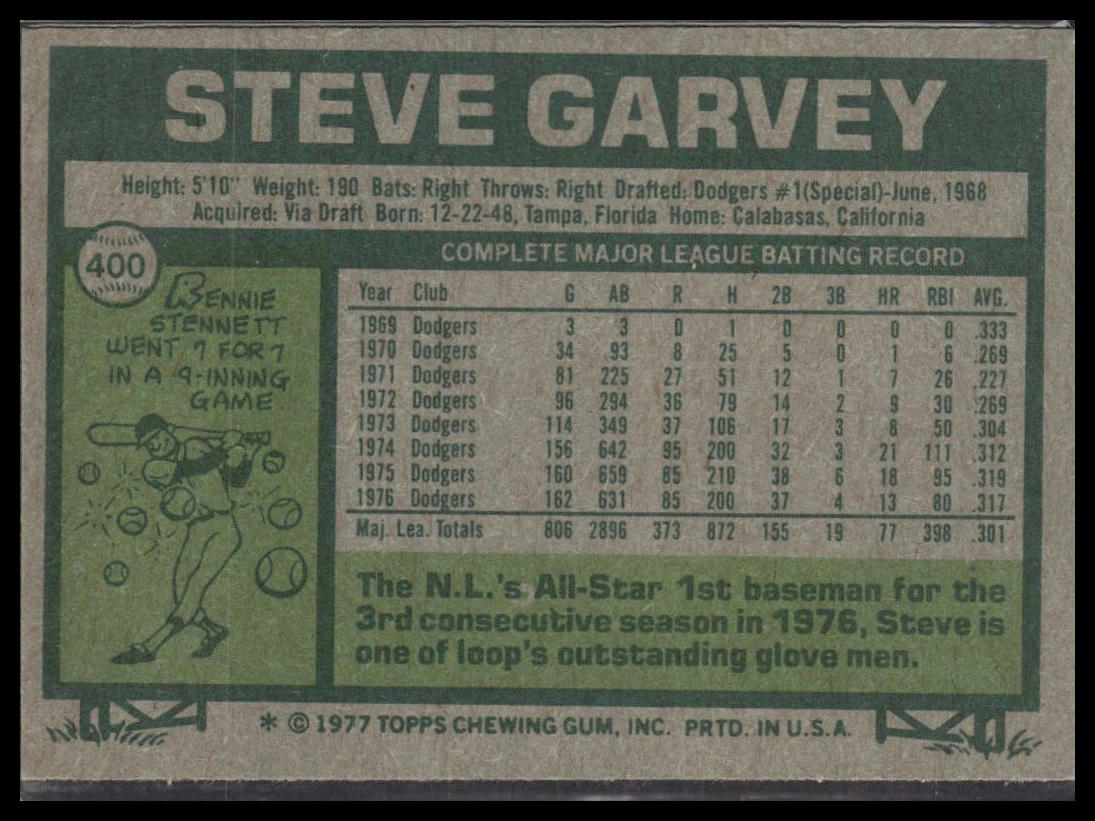 STEVE GARVEY
Height: 5'10" Weight: 190 Bats: Right Throws: Right Drafted: Dodgers #1(Special)-June, 1968
Acquired: Via Draft Born: 12-22-48, Tampa, Florida Home: Calabasas, California
400
BENNIE
STENNETT
WENT 7 FOR 7
IN A 9-INNING
GAME
COMPLETE MAJOR LEAGUE BATTING RECORD
Year Club G AB R H 2B 3B HR RBI AVG.
1969 Dodgers 3 3 0 1 0 0 0 0 .333
1970 Dodgers 34 93 8 25 5 0 1 6 .269
1971 Dodgers 81 225 27 51 12 1 7 26 .227
1972 Dodgers 96 294 36 79 14 2 9 30 .269
1973 Dodgers 114 349 37 106 17 3 8 50 .304
1974 Dodgers 156 642 95 200 32 3 21 111 .312
1975 Dodgers 160 659 85 210 38 6 18 95 .319
1976 Dodgers 162 631 85 200 37 4 13 80 .317
Maj. Lea. Totals 806 2896 373 872 155 19 77 398 .301
The N.L.'s All-Star 1st baseman for the
3rd consecutive season in 1976, Steve is
one of loop's outstanding glove men.
* © 1977 TOPPS CHEWING GUM, INC. PRTD. IN U.S.A.